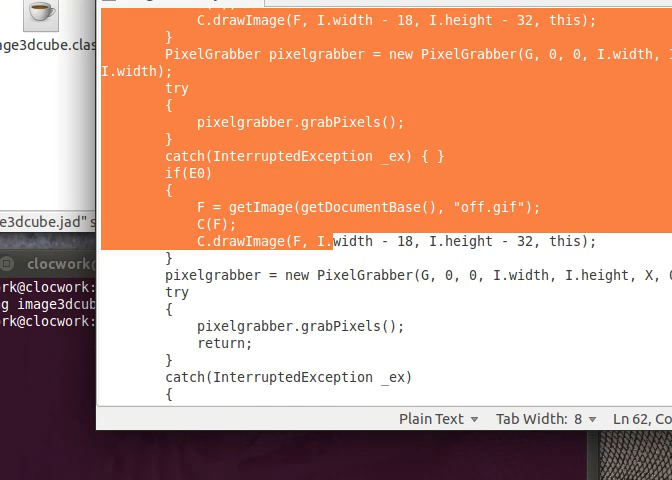 C.drawImage(F, I.width - 18, I.height - 32, this);
}
PixelGrabber pixelgrabber = new PixelGrabber(G, 0, 0, I.width, I
I.width);
try
{
pixelgrabber.grabPixels();
}
catch(InterruptedException _ex) { }
if(E0)
{
F = getImage(getDocumentBase(), "off.gif");
C(F);
C.drawImage(F, I.width - 18, I.height - 32, this);
}
pixelgrabber = new PixelGrabber(G, 0, 0, I.width, I.height, X, 0
try
{
pixelgrabber.grabPixels();
return;
}
catch(InterruptedException _ex)
{
Plain Text Tab Width: 8 Ln 62, Co
age3dcube.clas
e3dcube.jad" s
clocwork@
rk@clocwork:
g image3dcub
rk@clocwork: